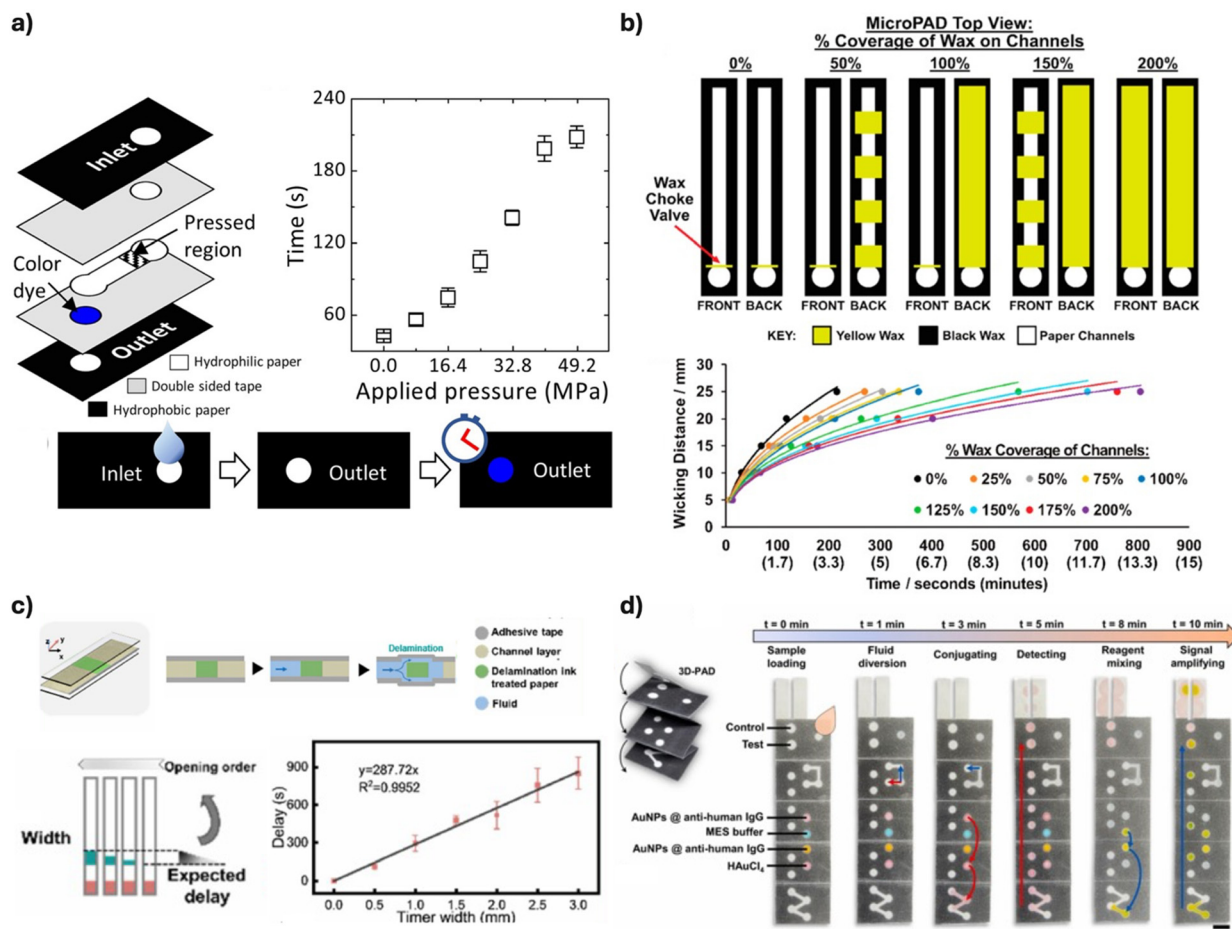 a)
Inlet
Pressed
region
Color
dye
Outlet
Hydrophilic paper
Double sided tape
Hydrophobic paper
Time (s)
240
180
120
60
0.0 16.4 32.8 49.2
Applied pressure (MPa)
Inlet
Outlet
Outlet
b)
MicroPAD Top View:
% Coverage of Wax on Channels
0% 50% 100% 150% 200%
Wax
Choke
Valve
FRONT BACK FRONT BACK FRONT BACK FRONT BACK FRONT BACK
KEY: Yellow Wax Black Wax Paper Channels
Wicking Distance / mm
30
25
20
15
10
5
0
% Wax Coverage of Channels:
0% 25% 50% 75% 100%
125% 150% 175% 200%
0 100 200 300 400 500 600 700 800 900
(1.7) (3.3) (5) (6.7) (8.3) (10) (11.7) (13.3) (15)
Time / seconds (minutes)
c)
z y
x
Delamination
Adhesive tape
Channel layer
Delamination ink
treated paper
Fluid
Opening order
Width
Expected
delay
Delay (s)
900
600
300
0
y=287.72x
R²=0.9952
0.0 0.5 1.0 1.5 2.0 2.5 3.0
Timer width (mm)
d)
t = 0 min t = 1 min t = 3 min t = 5 min t = 8 min t = 10 min
Sample
loading
Fluid
diversion
Conjugating
Detecting
Reagent
mixing
Signal
amplifying
3D-PAD
Control
Test
AuNPs @ anti-human IgG
MES buffer
AuNPs @ anti-human IgG
HAuCl₄